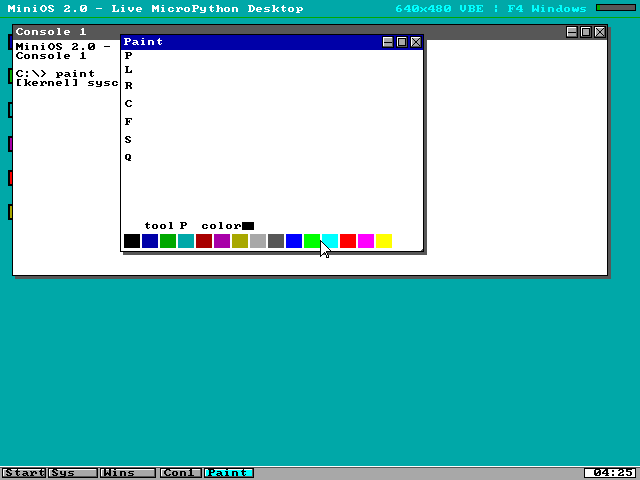 MiniOS 2.0 - Live MicroPython Desktop
640x480 VBE ¦ F4 Windows
Console 1
MiniOS 2.0 -
Console 1
C:\> paint
[kernel] sysc
Paint
P
L
R
C
F
S
Q
tool P color
Start
Sys
Wins
Con1
Paint
04:25